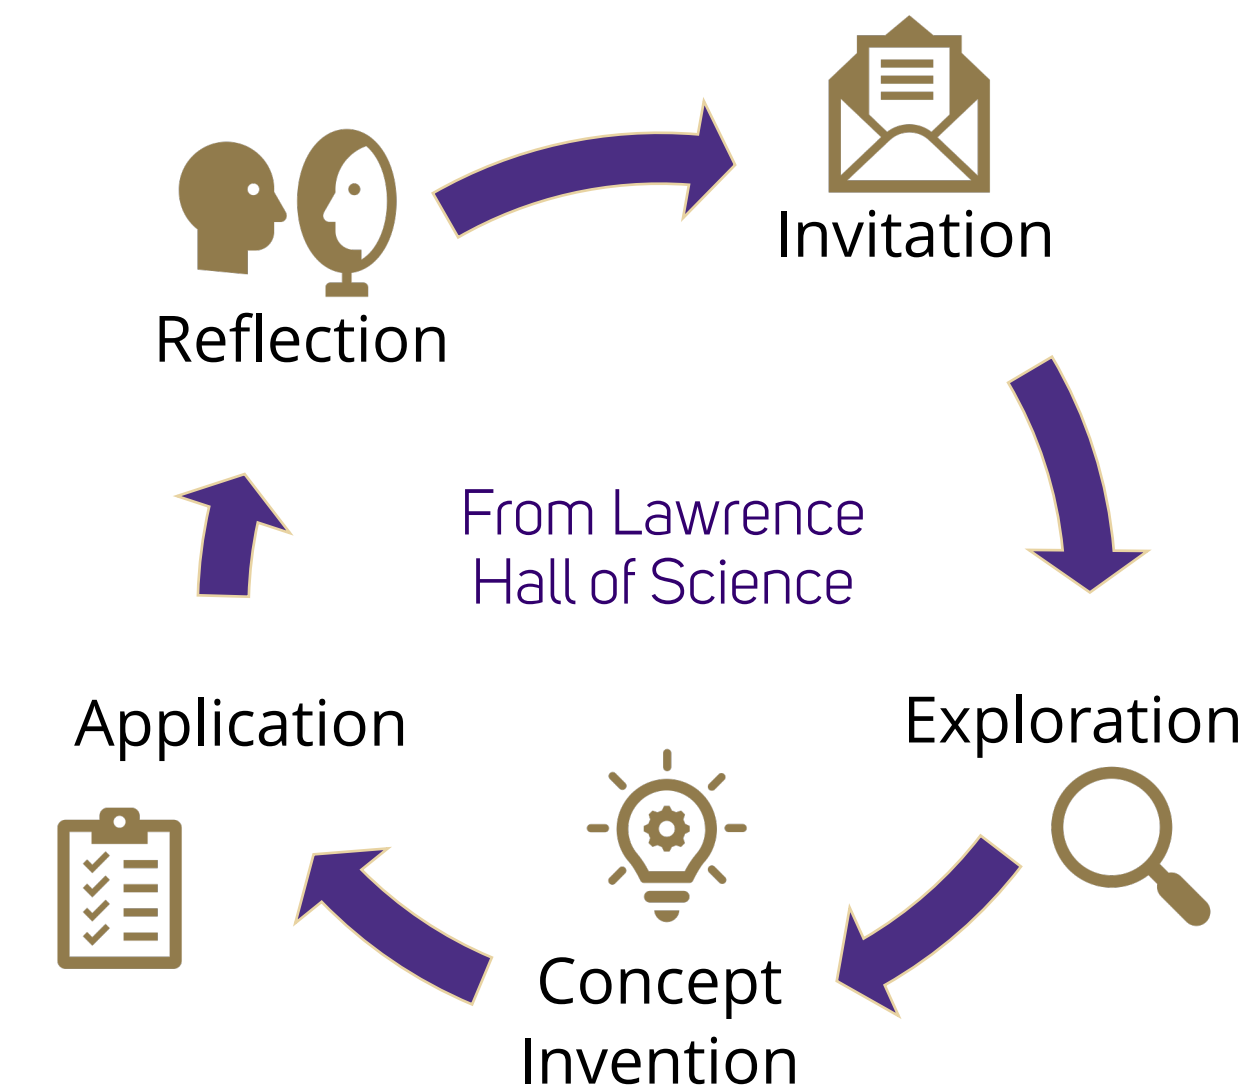 Invitation
Reflection
From Lawrence
Hall of Science
Application
Exploration
Concept
Invention